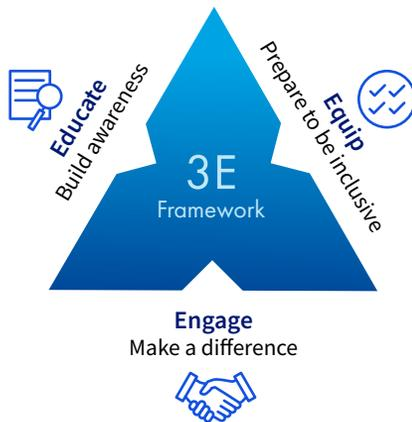 Educate
Build awareness
Equip
Prepare to be inclusive
3E
Framework
Engage
Make a difference